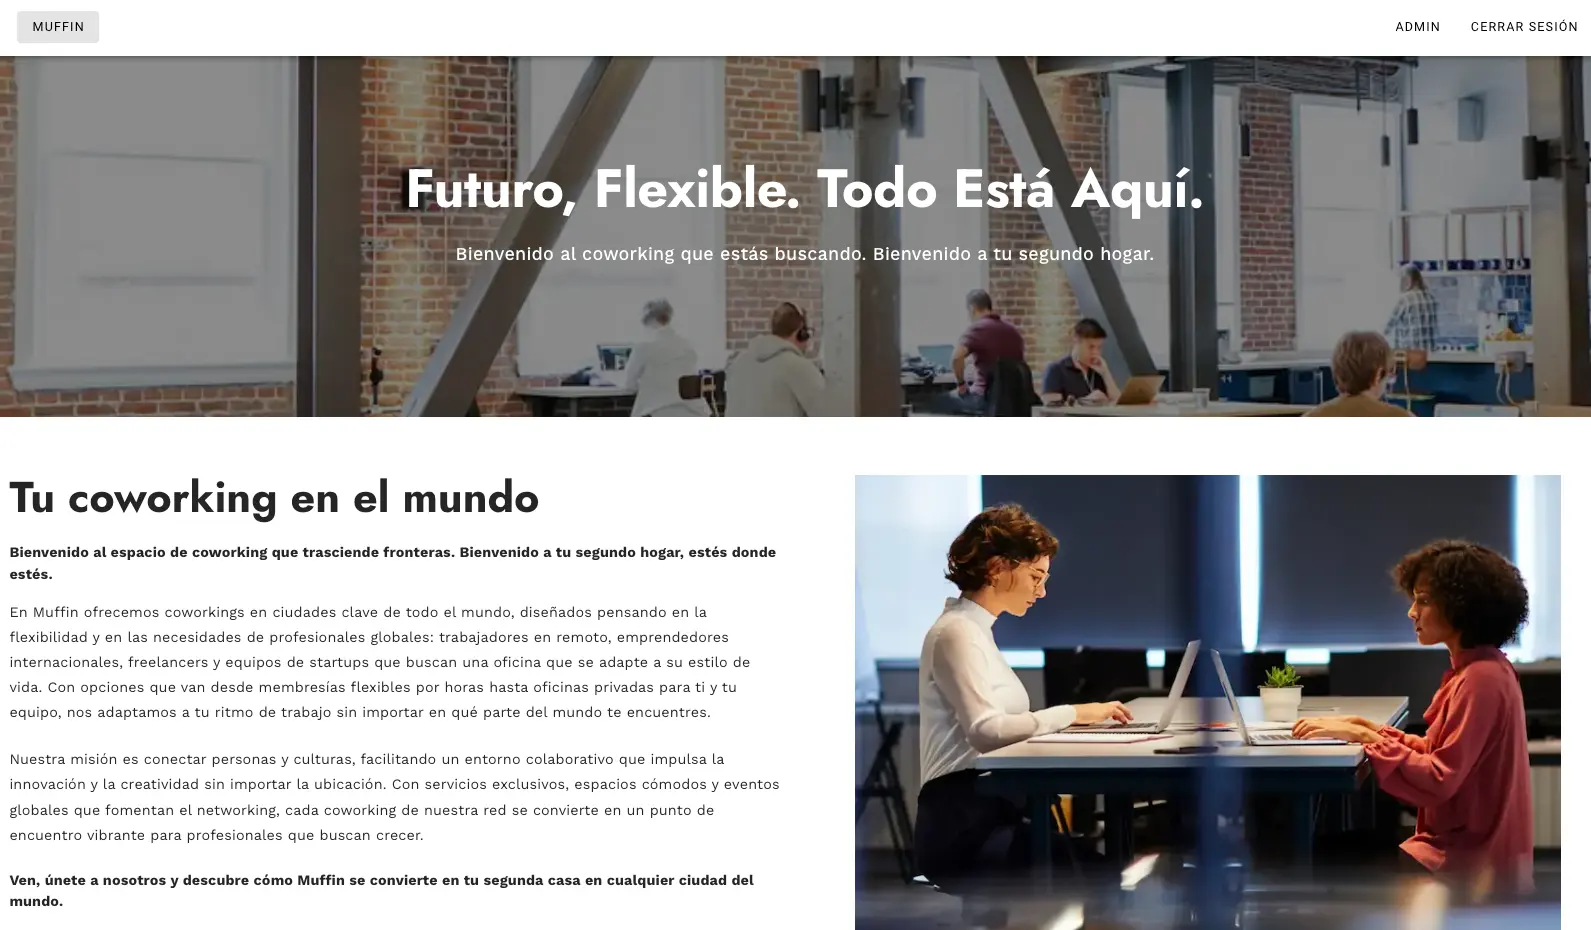 MUFFIN
ADMIN
CERRAR SESIÓN
Futuro, Flexible. Todo Está Aquí.
Bienvenido al coworking que estás buscando. Bienvenido a tu segundo hogar.
Tu coworking en el mundo
Bienvenido al espacio de coworking que trasciende fronteras. Bienvenido a tu segundo hogar, estés donde
estés.
En Muffin ofrecemos coworkings en ciudades clave de todo el mundo, diseñados pensando en la
flexibilidad y en las necesidades de profesionales globales: trabajadores en remoto, emprendedores
internacionales, freelancers y equipos de startups que buscan una oficina que se adapte a su estilo de
vida. Con opciones que van desde membresías flexibles por horas hasta oficinas privadas para ti y tu
equipo, nos adaptamos a tu ritmo de trabajo sin importar en qué parte del mundo te encuentres.
Nuestra misión es conectar personas y culturas, facilitando un entorno colaborativo que impulsa la
innovación y la creatividad sin importar la ubicación. Con servicios exclusivos, espacios cómodos y eventos
globales que fomentan el networking, cada coworking de nuestra red se convierte en un punto de
encuentro vibrante para profesionales que buscan crecer.
Ven, únete a nosotros y descubre cómo Muffin se convierte en tu segunda casa en cualquier ciudad del
mundo.